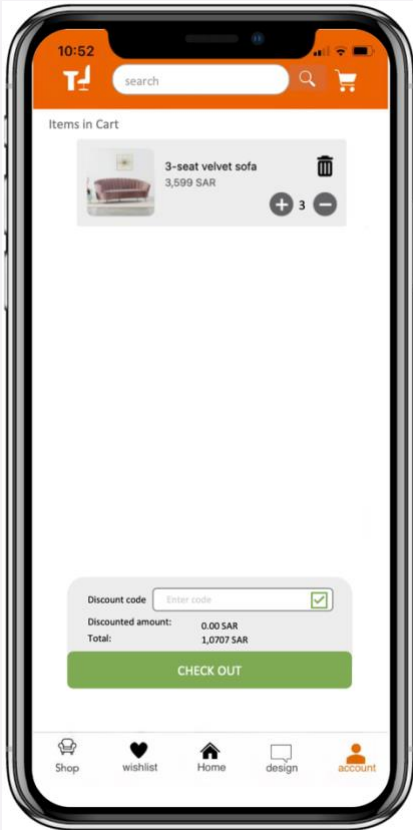 10:52
search
Items in Cart
3-seat velvet sofa
3,599 SAR
3
Discount code Enter code
Discounted amount: 0.00 SAR
Total: 1,0707 SAR
CHECK OUT
Shop wishlist Home design account